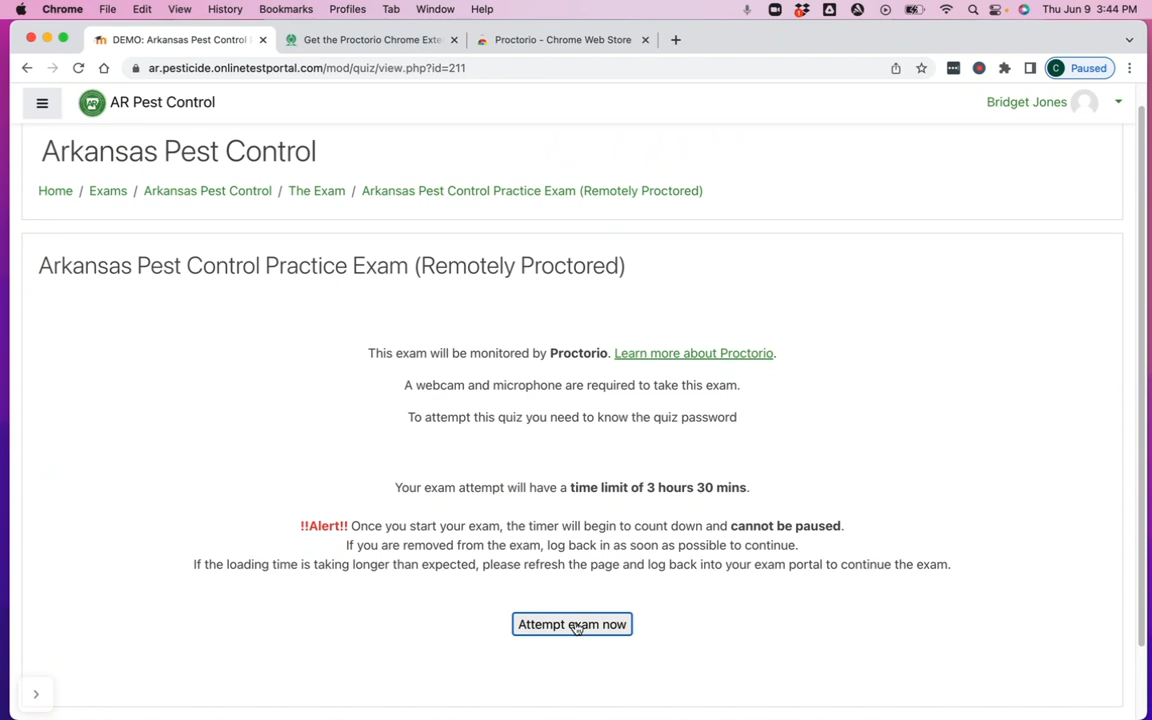 Chrome File Edit View History Bookmarks Profiles Tab Window Help Thu Jun 9 3:44 PM
DEMO: Arkansas Pest Control Get the Proctorio Chrome Exte Proctorio - Chrome Web Store
ar.pesticide.onlinetestportal.com/mod/quiz/view.php?id=211 C Paused
AR AR Pest Control Bridget Jones
Arkansas Pest Control
Home / Exams / Arkansas Pest Control / The Exam / Arkansas Pest Control Practice Exam (Remotely Proctored)
Arkansas Pest Control Practice Exam (Remotely Proctored)
This exam will be monitored by Proctorio. Learn more about Proctorio.
A webcam and microphone are required to take this exam.
To attempt this quiz you need to know the quiz password
Your exam attempt will have a time limit of 3 hours 30 mins.
!!Alert!! Once you start your exam, the timer will begin to count down and cannot be paused.
If you are removed from the exam, log back in as soon as possible to continue.
If the loading time is taking longer than expected, please refresh the page and log back into your exam portal to continue the exam.
Attempt exam now